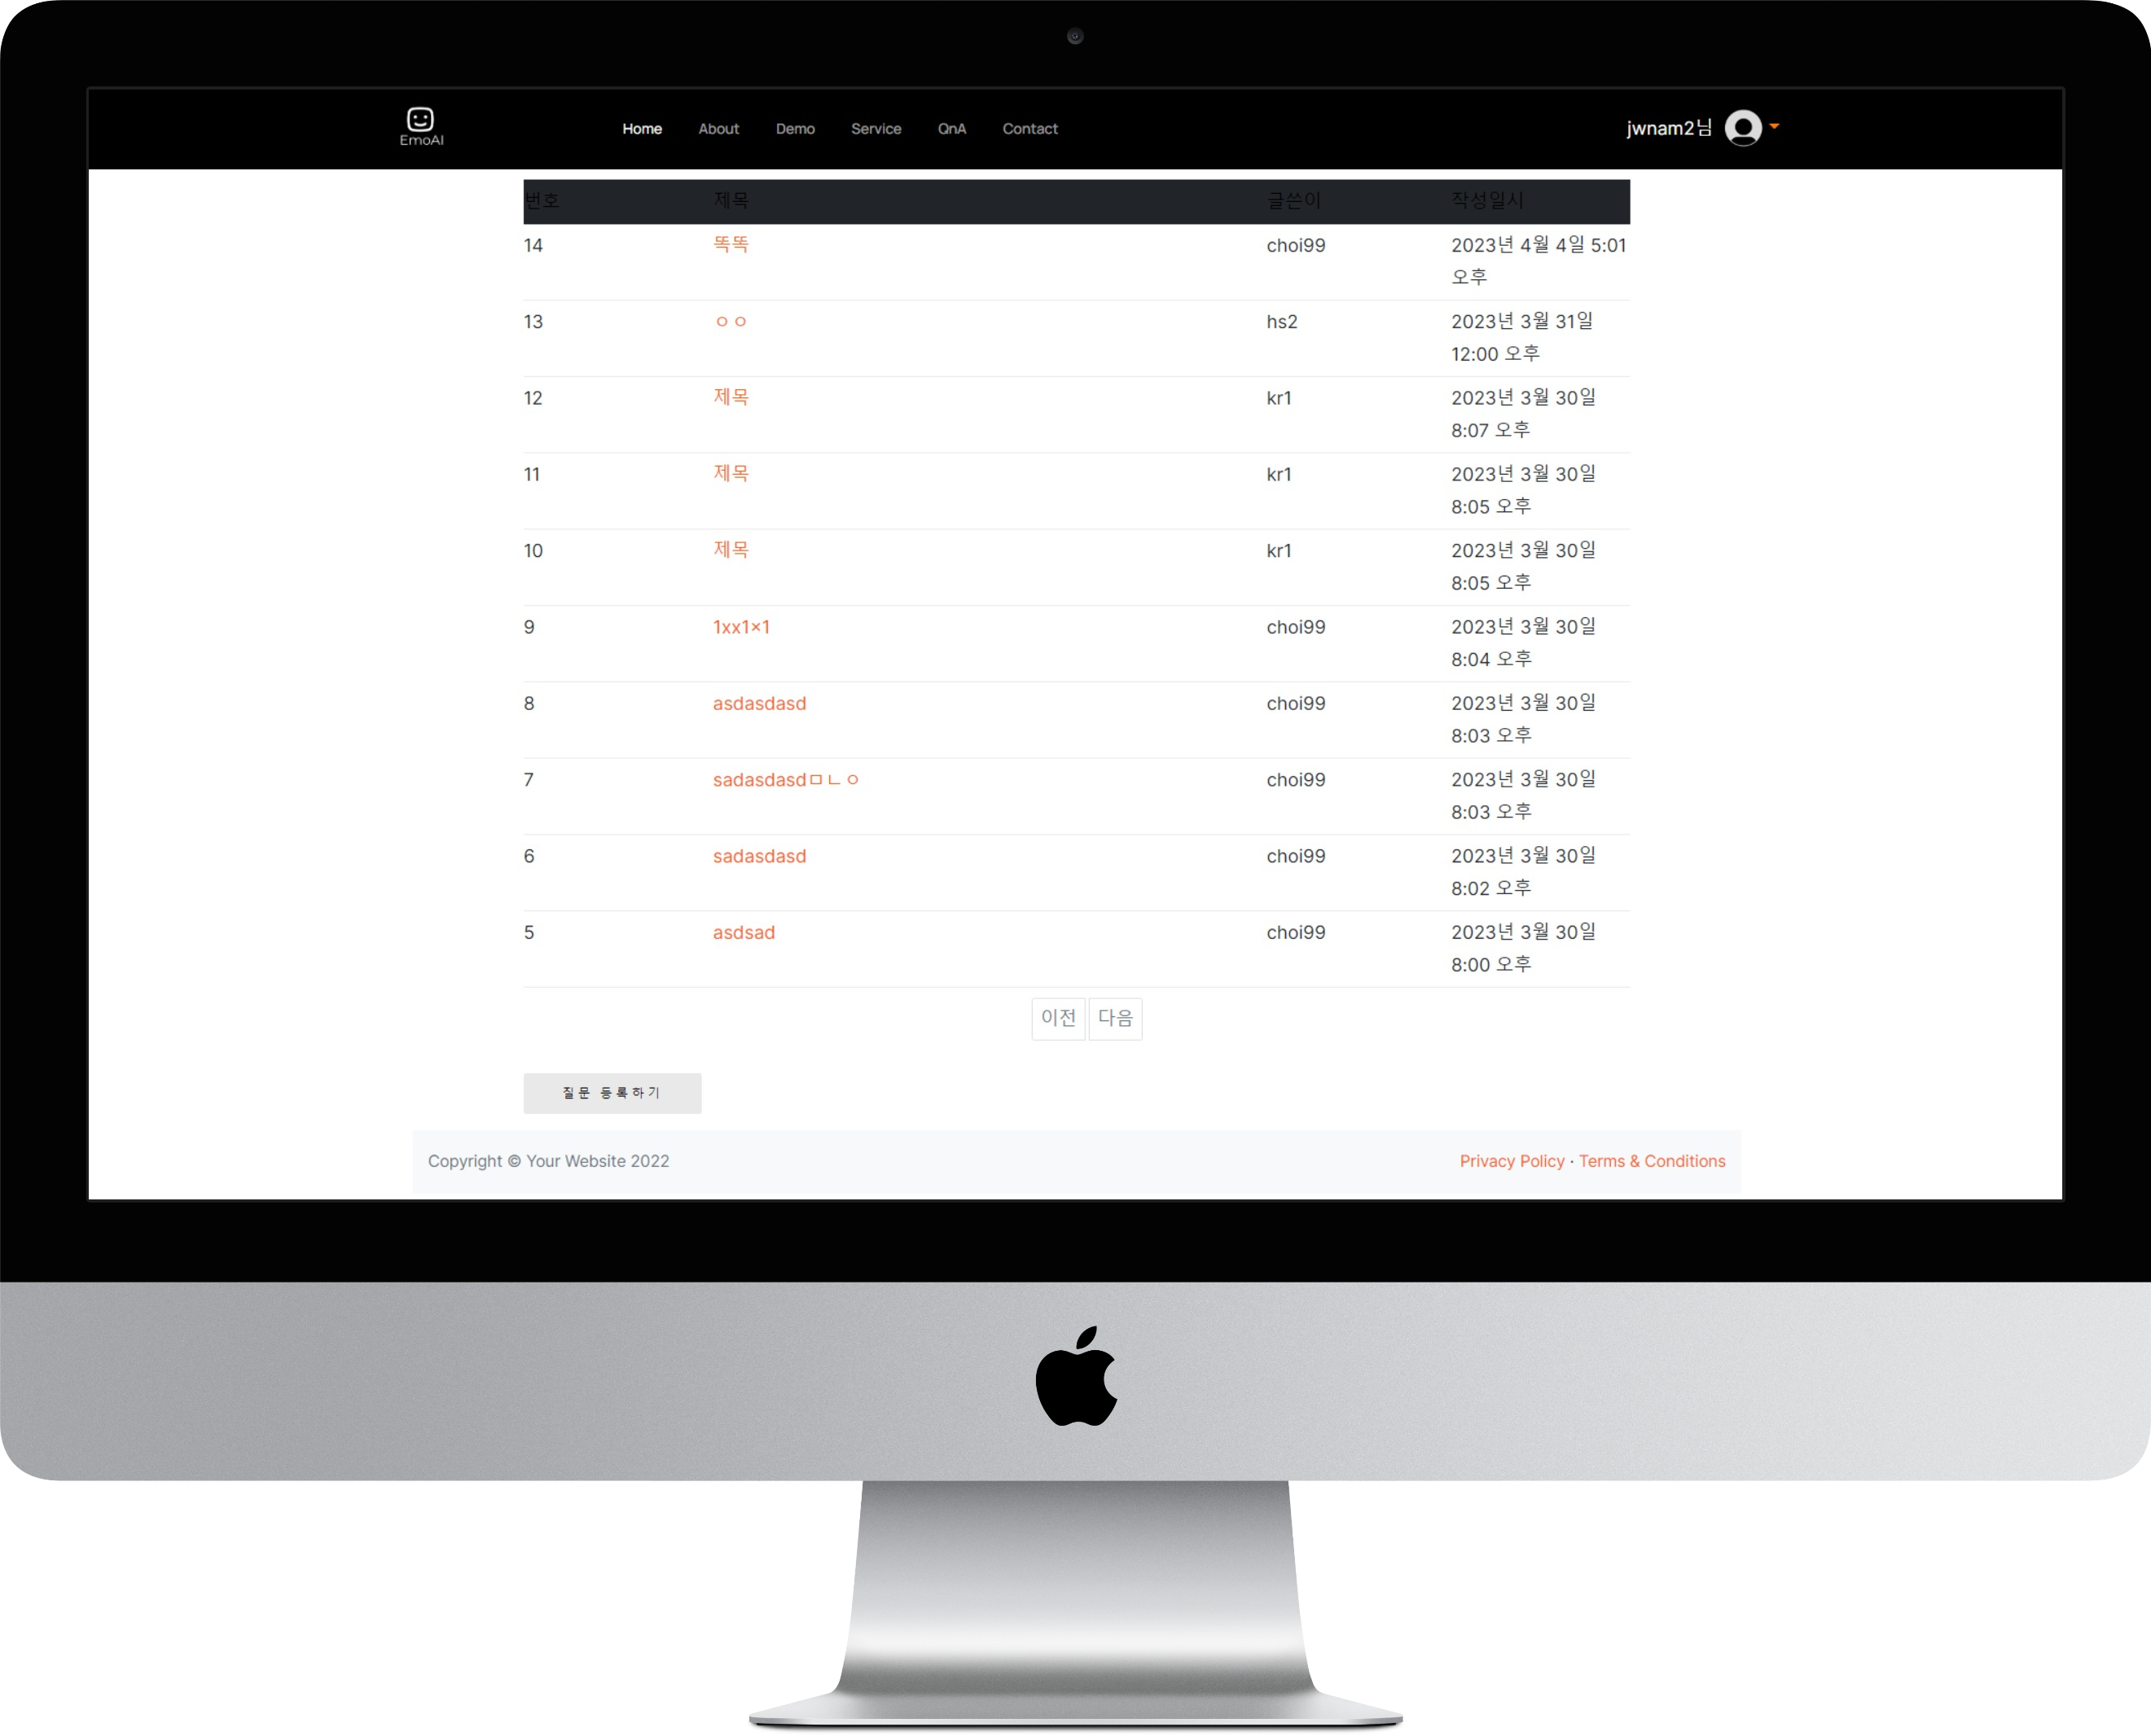 EmoAI
Home About Demo Service QnA Contact
jwnam2님
번호 제목 글쓴이 작성일시
14 똑똑 choi99 2023년 4월 4일 5:01
오후
13 ㅇㅇ hs2 2023년 3월 31일
12:00 오후
12 제목 kr1 2023년 3월 30일
8:07 오후
11 제목 kr1 2023년 3월 30일
8:05 오후
10 제목 kr1 2023년 3월 30일
8:05 오후
9 1xx1×1 choi99 2023년 3월 30일
8:04 오후
8 asdasdasd choi99 2023년 3월 30일
8:03 오후
7 sadasdasdㅁㄴㅇ choi99 2023년 3월 30일
8:03 오후
6 sadasdasd choi99 2023년 3월 30일
8:02 오후
5 asdsad choi99 2023년 3월 30일
8:00 오후
이전 다음
질문 등록하기
Copyright © Your Website 2022
Privacy Policy · Terms & Conditions